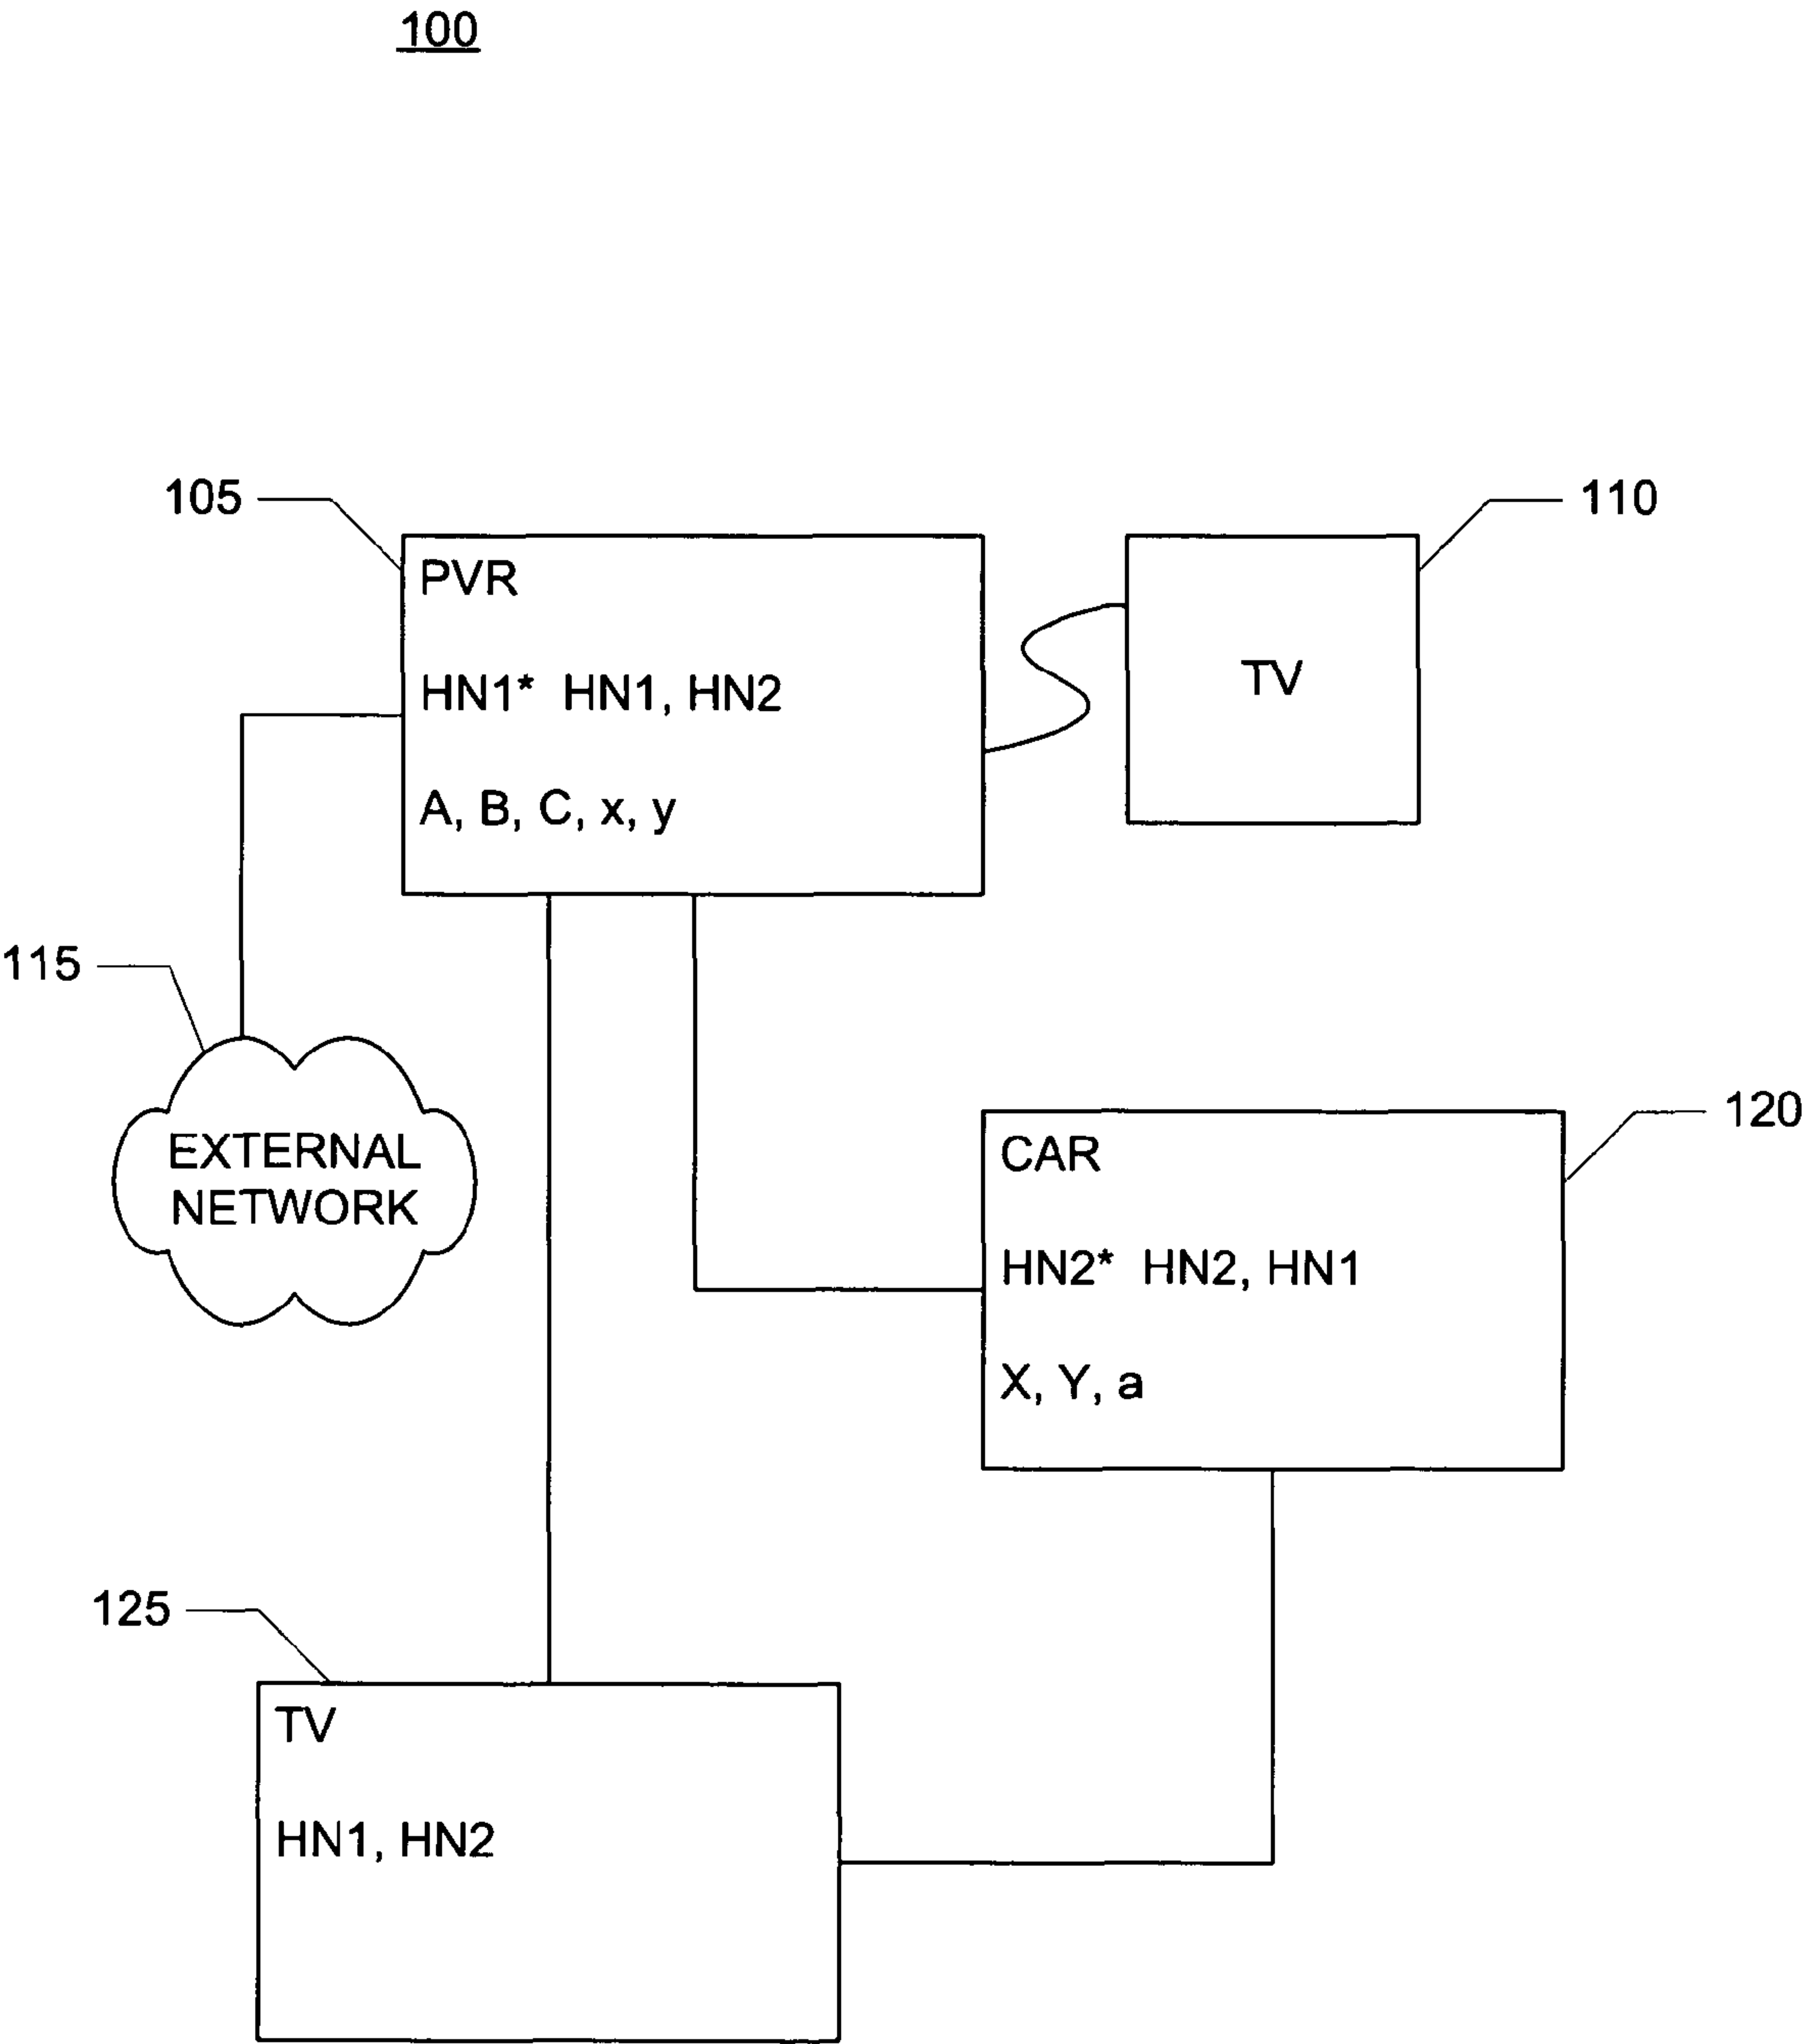 100
105
110
PVR
HN1* HN1, HN2
A, B, C, x, y
TV
115
EXTERNAL
NETWORK
120
CAR
HN2* HN2, HN1
X, Y, a
125
TV
HN1, HN2